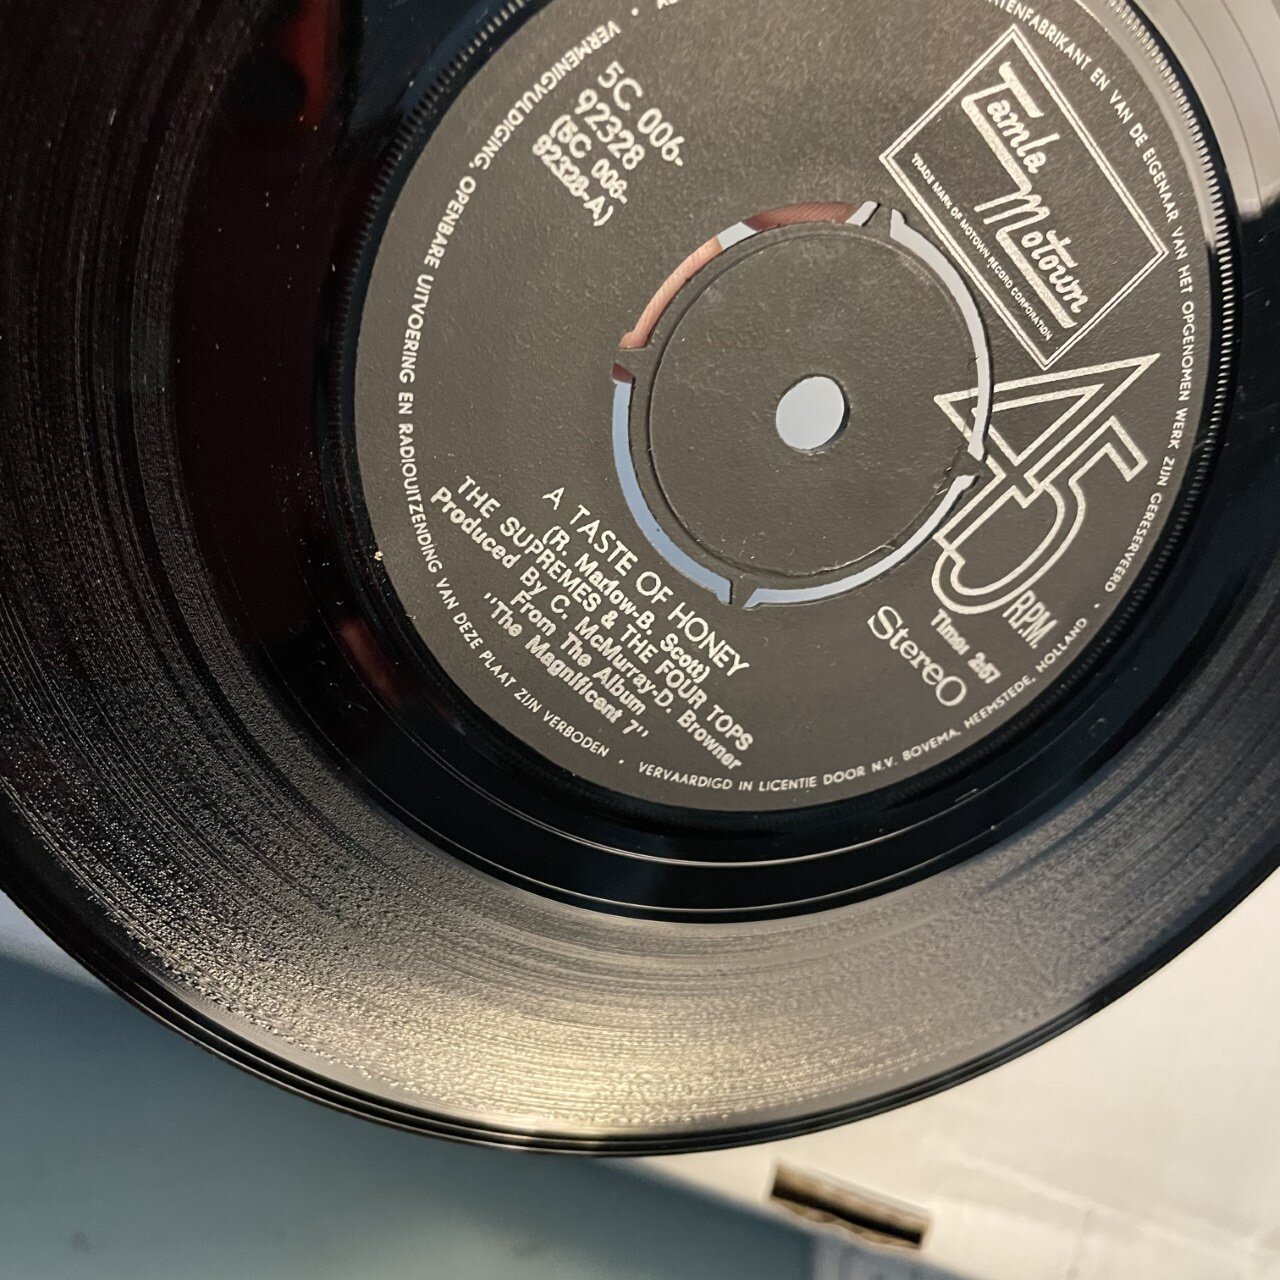 Tamla
Motown
TRADE MARK OF MOTOWN RECORD CORPORATION
5C 006-
92328
(5C 006-
92328-A)
45
RPM.
Time: 2:57
Stereo
A TASTE OF HONEY
(R. Marlow-B. Scott)
THE SUPREMES & THE FOUR TOPS
Produced By C. McMurray-D. Browner
From The Album
"The Magnificent 7"
EN VAN DE EIGENAAR VAN HET OPGENOMEN WERK ZIJN GERESERVEERD •
VERMENIGVULDIGING, OPENBARE UITVOERING EN RADIOUITZENDING VAN DEZE PLAAT ZIJN VERBODEN •
VERVAARDIGD IN LICENTIE DOOR N.V. BOVEMA, HEEMSTEDE, HOLLAND •